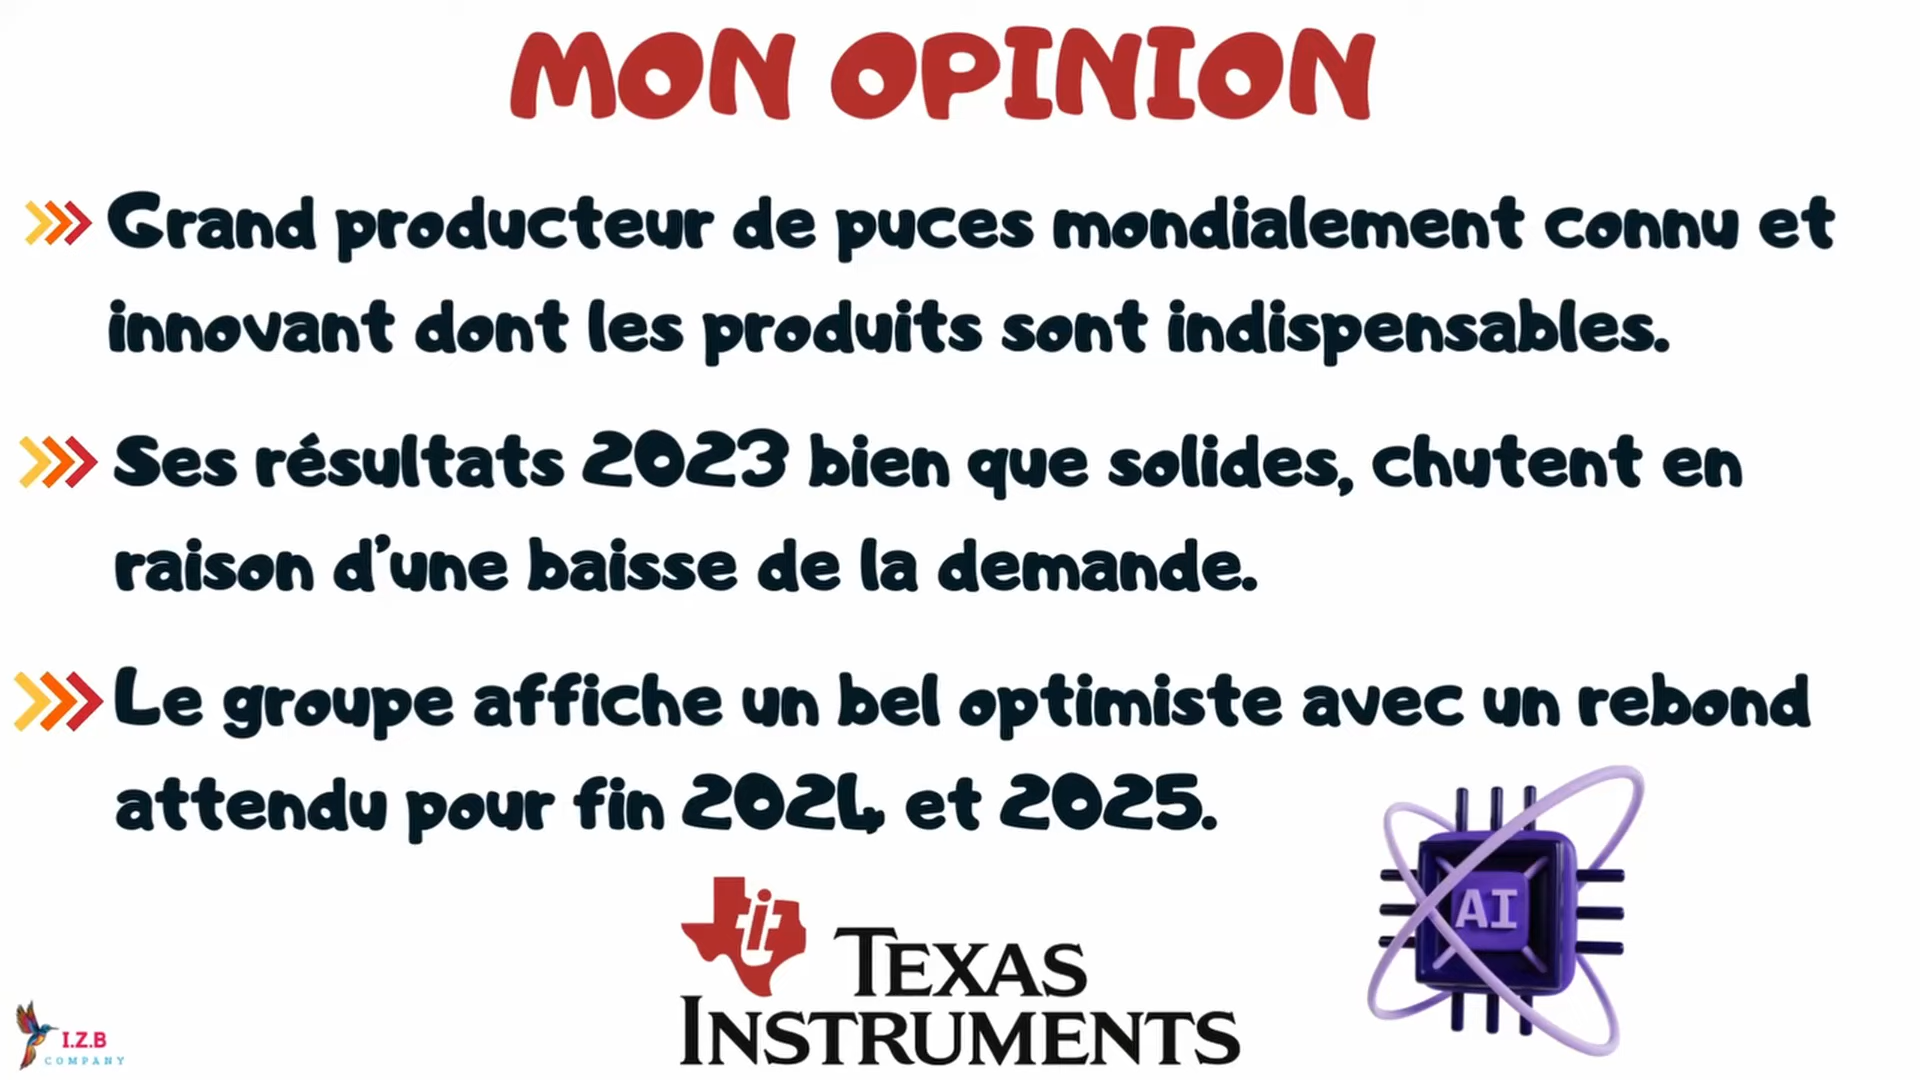 MON OPINION
Grand producteur de puces mondialement connu et
innovant dont les produits sont indispensables.
Ses résultats 2023 bien que solides, chutent en
raison d'une baisse de la demande.
Le groupe affiche un bel optimiste avec un rebond
attendu pour fin 2024 et 2025.
AI
TEXAS
INSTRUMENTS
I.Z.B
COMPANY